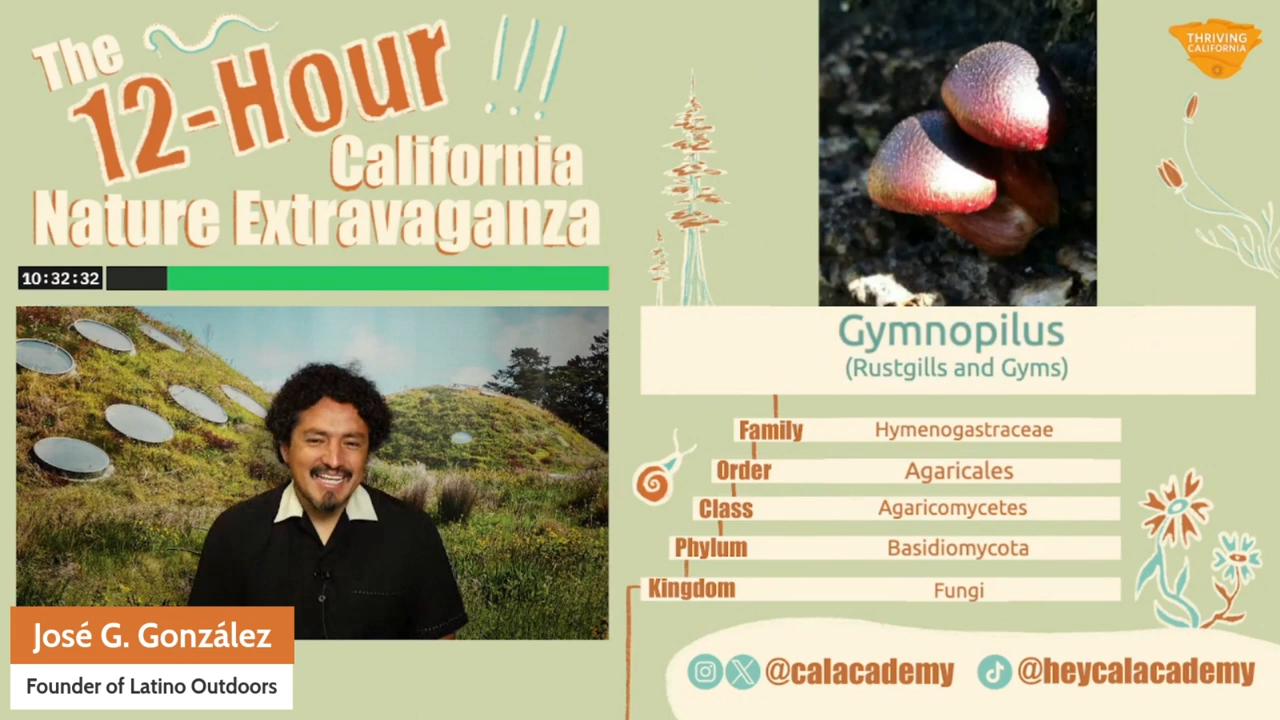 The
12-Hour
!!!
California
Nature Extravaganza
10:32:32
José G. González
Founder of Latino Outdoors
THRIVING
CALIFORNIA
Gymnopilus
(Rustgills and Gyms)
Family Hymenogastraceae
Order Agaricales
Class Agaricomycetes
Phylum Basidiomycota
Kingdom Fungi
@calacademy @heycalacademy